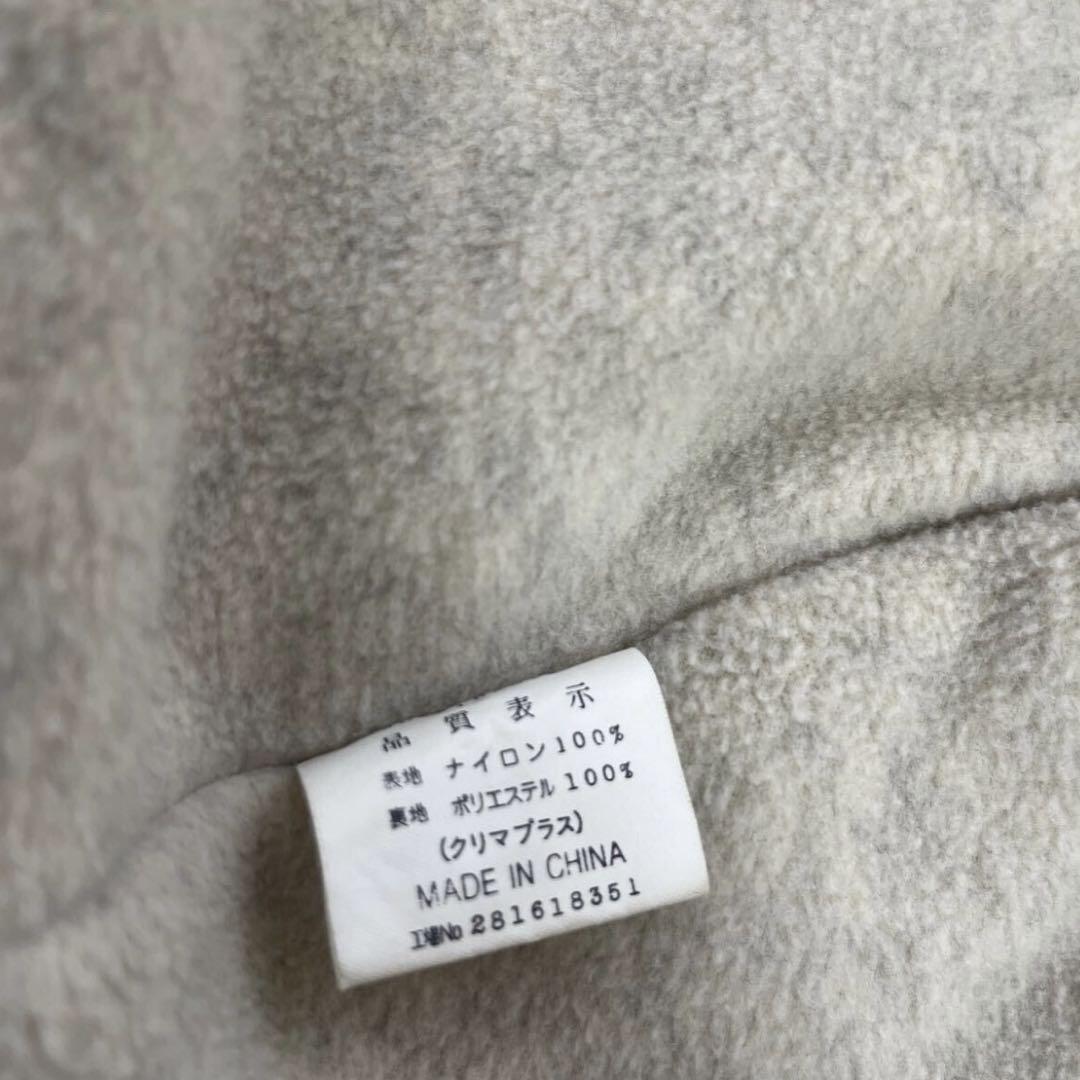 品質表示
表地 ナイロン100%
裏地 ポリエステル100%
(クリマプラス)
MADE IN CHINA
工場No 281618351